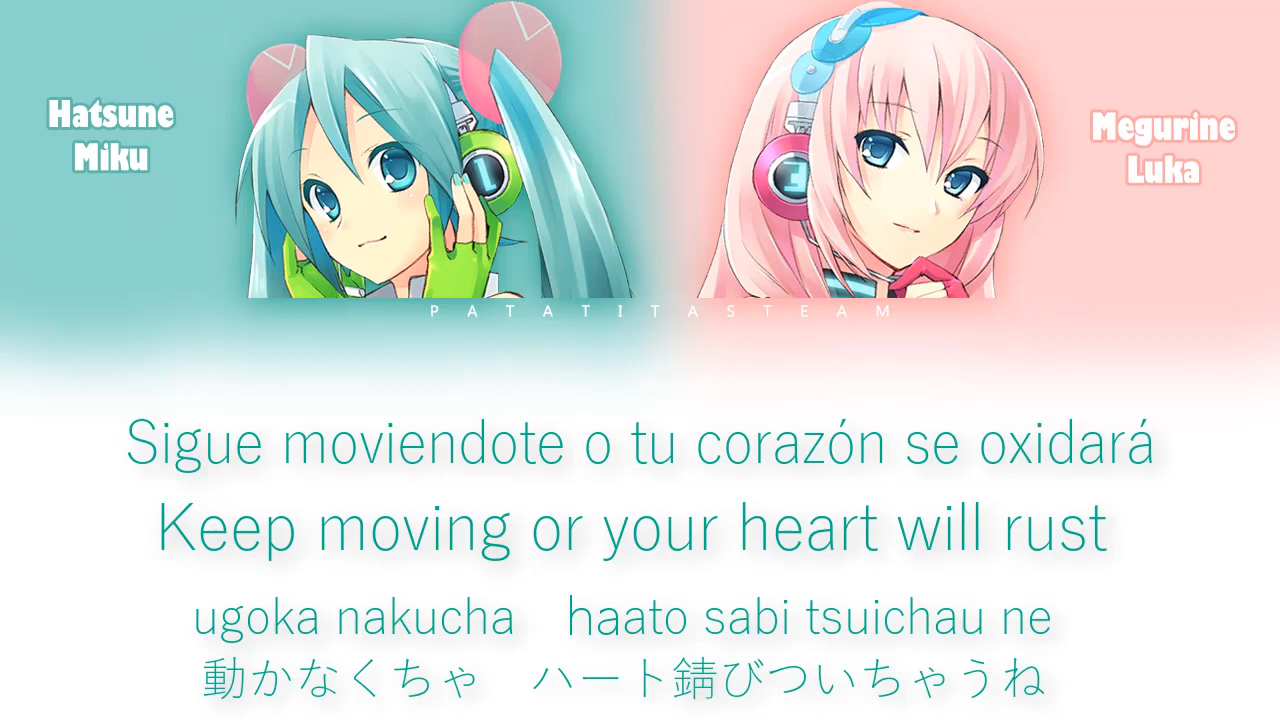 Hatsune
Miku
Megurine
Luka
1
3
PATATITASTEAM
Sigue moviendote o tu corazón se oxidará
Keep moving or your heart will rust
ugoka nakucha　haato sabi tsuichau ne
動かなくちゃ　ハート錆びついちゃうね